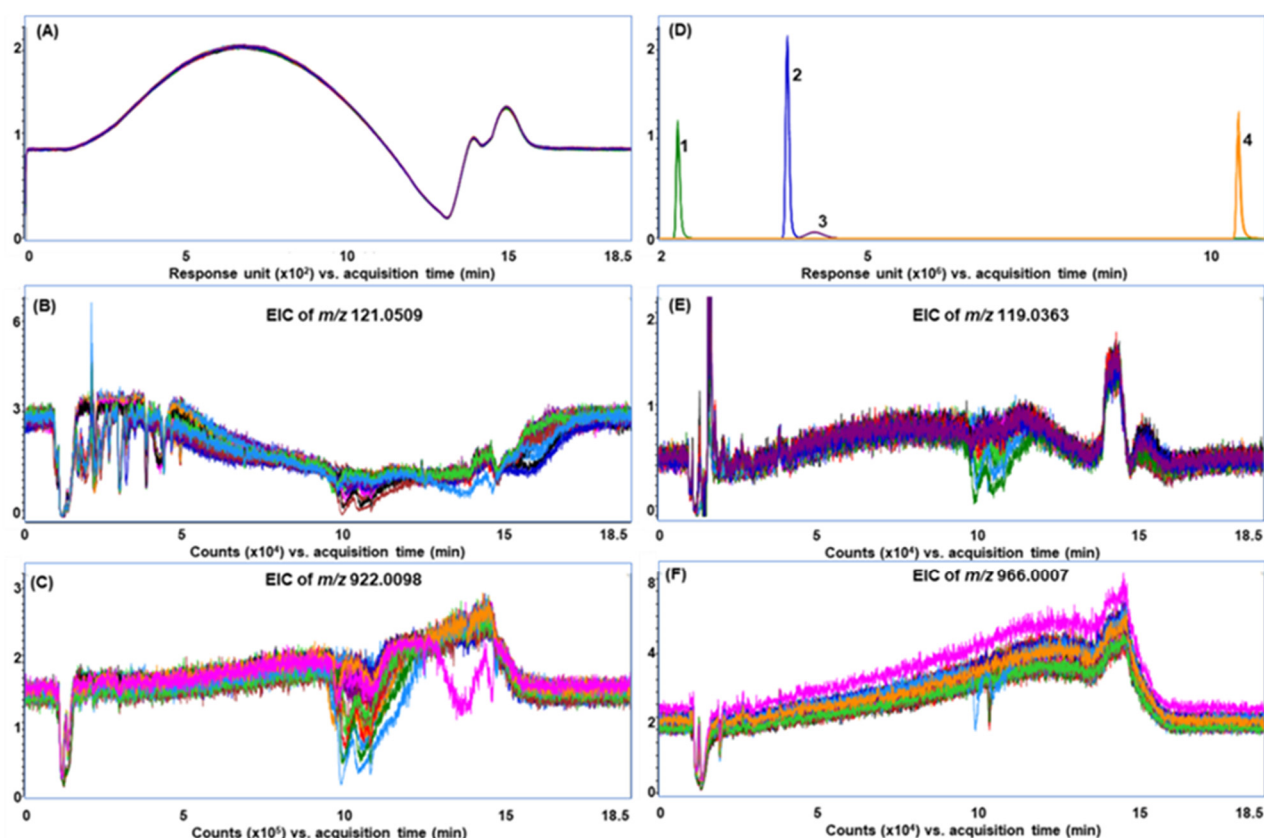 (A)
2
1
0
0 5 10 15 18.5
Response unit (x10²) vs. acquisition time (min)
(D)
2
1
0
1
2
3
4
2 5 10
Response unit (x10⁶) vs. acquisition time (min)
(B)
EIC of m/z 121.0509
6
3
0
0 5 10 15 18.5
Counts (x10⁴) vs. acquisition time (min)
(E)
EIC of m/z 119.0363
2
1
0
0 5 10 15 18.5
Counts (x10⁴) vs. acquisition time (min)
(C)
EIC of m/z 922.0098
3
2
1
0
0 5 10 15 18.5
Counts (x10⁵) vs. acquisition time (min)
(F)
EIC of m/z 966.0007
8
4
2
0
0 5 10 15 18.5
Counts (x10⁴) vs. acquisition time (min)